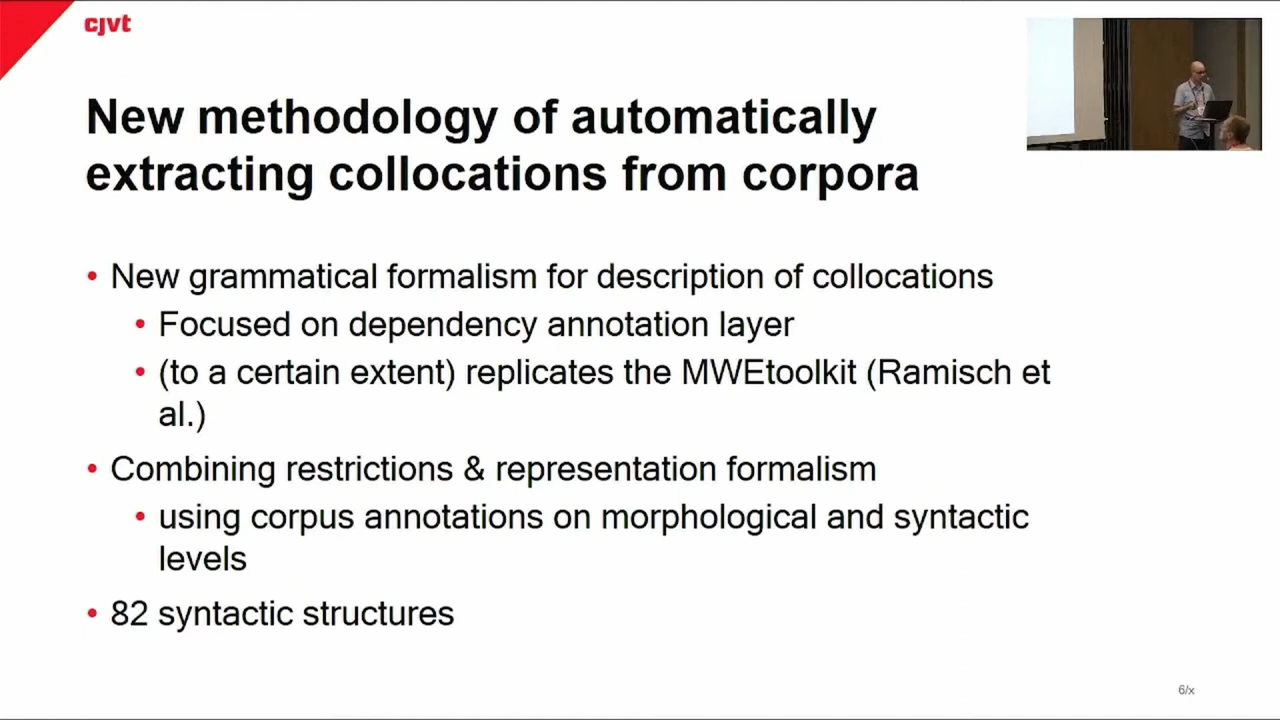 cjvt
New methodology of automatically
extracting collocations from corpora
• New grammatical formalism for description of collocations
• Focused on dependency annotation layer
• (to a certain extent) replicates the MWEtoolkit (Ramisch et
al.)
• Combining restrictions & representation formalism
• using corpus annotations on morphological and syntactic
levels
• 82 syntactic structures
6/x